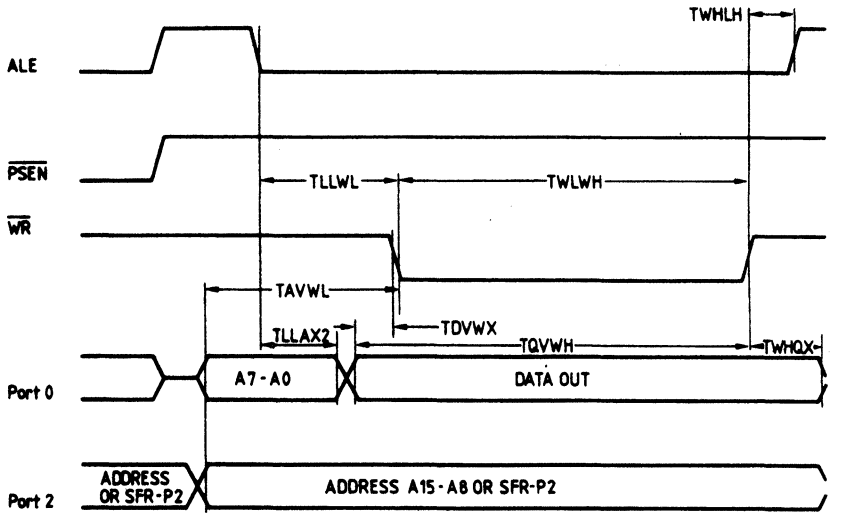 TWHLH
ALE
PSEN
TLLWL
TWLWH
WR
TAVWL
TLLAX2
TDVWX
TQVWH
TWHQX
Port 0
A7-A0
DATA OUT
Port 2
ADDRESS
OR SFR-P2
ADDRESS A15-A8 OR SFR-P2